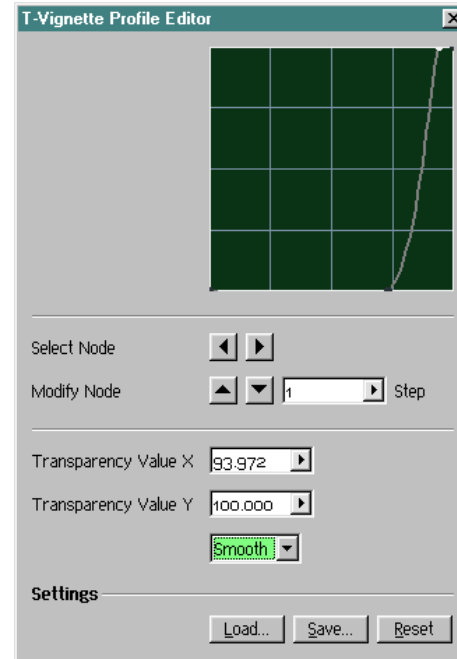 T-Vignette Profile Editor
Select Node
Modify Node 1 Step
Transparency Value X 93.972
Transparency Value Y 100.000
Smooth
Settings
Load... Save... Reset